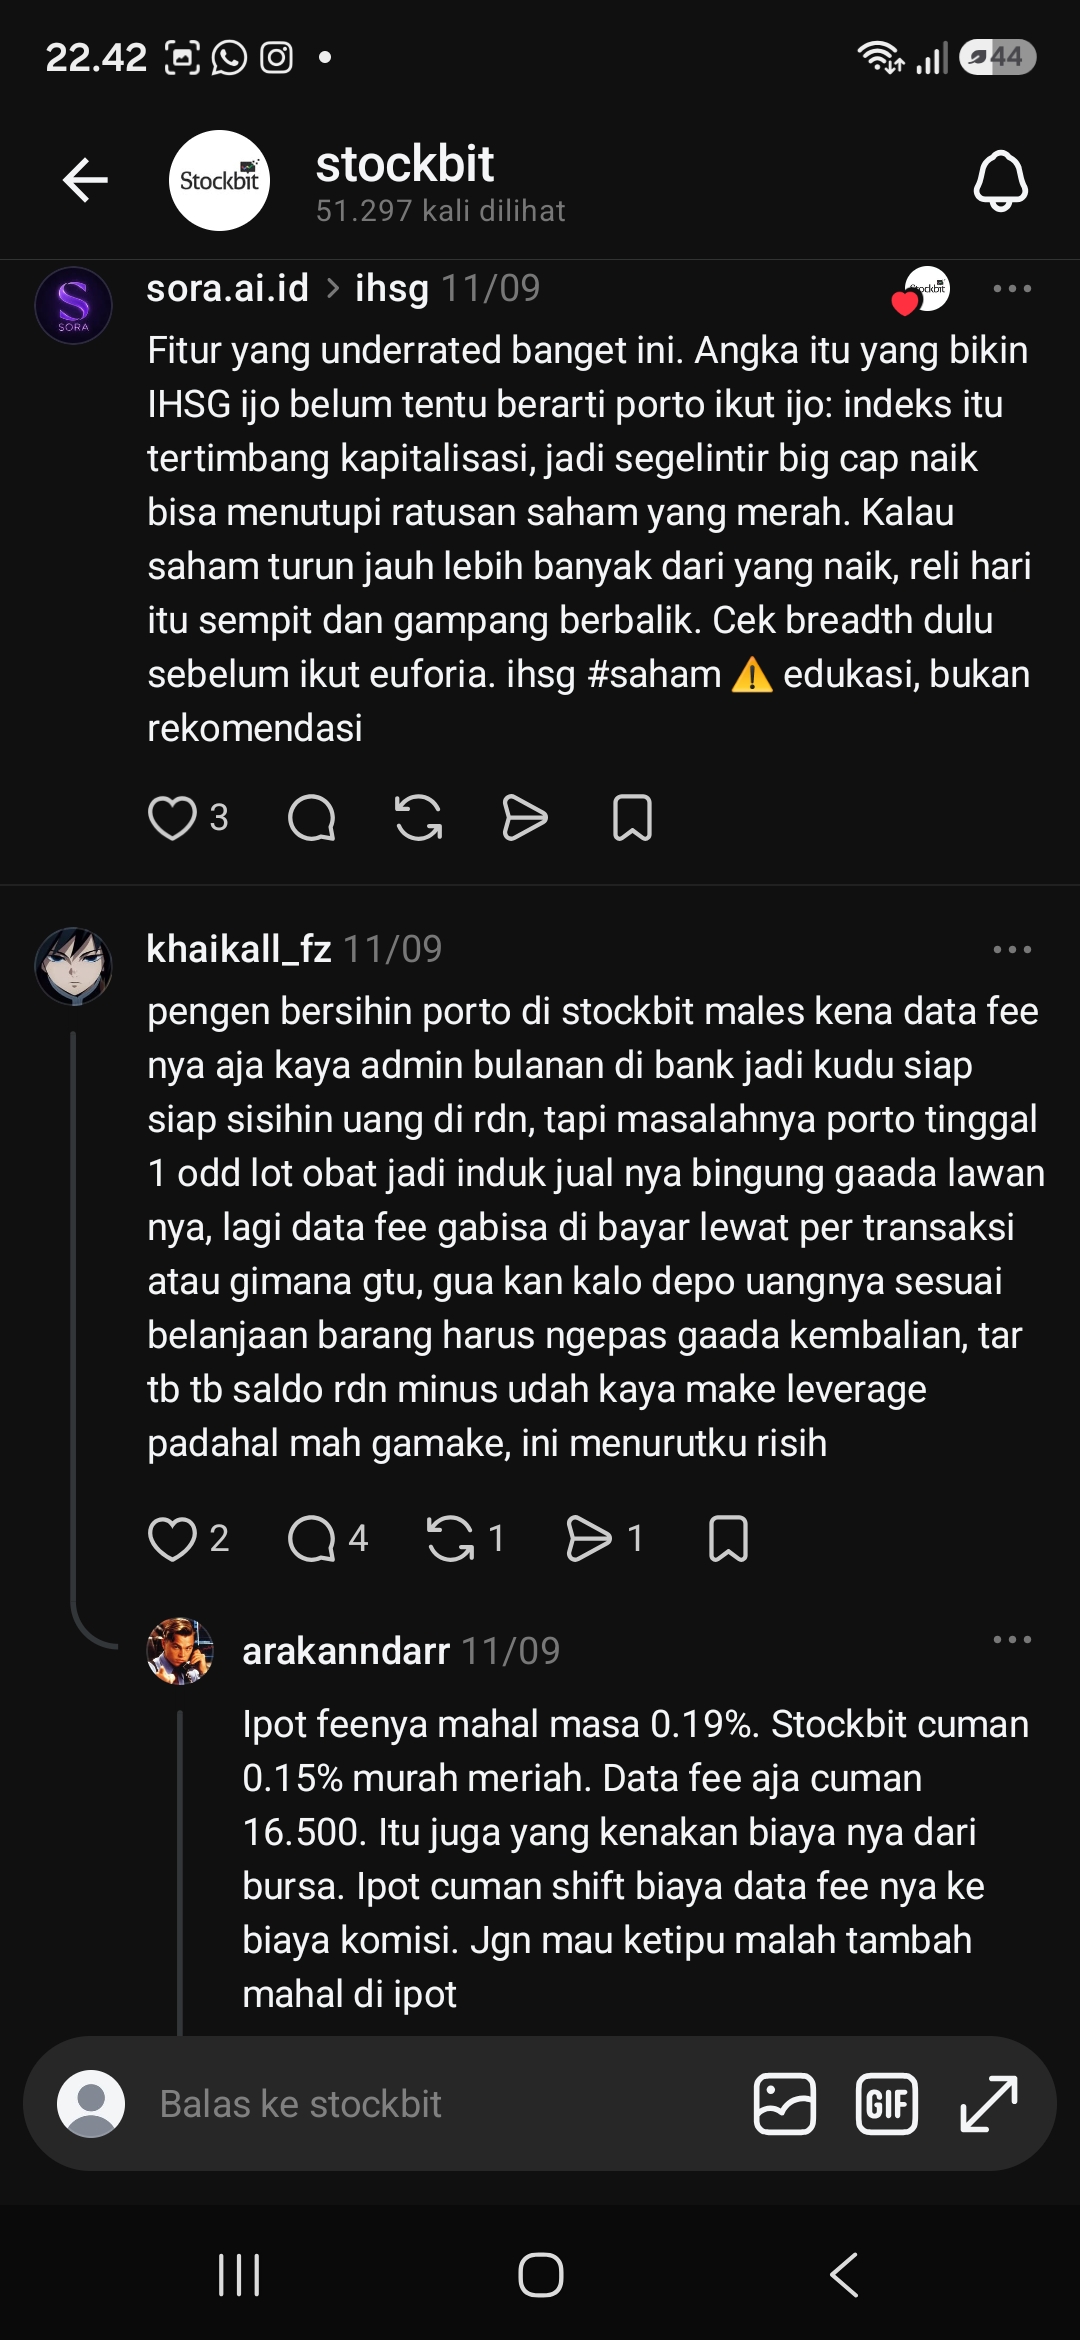 22.42
44
Stockbit
stockbit
51.297 kali dilihat
SORA
sora.ai.id > ihsg 11/09
Stockbit
Fitur yang underrated banget ini. Angka itu yang bikin
IHSG ijo belum tentu berarti porto ikut ijo: indeks itu
tertimbang kapitalisasi, jadi segelintir big cap naik
bisa menutupi ratusan saham yang merah. Kalau
saham turun jauh lebih banyak dari yang naik, reli hari
itu sempit dan gampang berbalik. Cek breadth dulu
sebelum ikut euforia. ihsg #saham ⚠️ edukasi, bukan
rekomendasi
3
khaikall_fz 11/09
pengen bersihin porto di stockbit males kena data fee
nya aja kaya admin bulanan di bank jadi kudu siap
siap sisihin uang di rdn, tapi masalahnya porto tinggal
1 odd lot obat jadi induk jual nya bingung gaada lawan
nya, lagi data fee gabisa di bayar lewat per transaksi
atau gimana gtu, gua kan kalo depo uangnya sesuai
belanjaan barang harus ngepas gaada kembalian, tar
tb tb saldo rdn minus udah kaya make leverage
padahal mah gamake, ini menurutku risih
2 4 1 1
arakanndarr 11/09
Ipot feenya mahal masa 0.19%. Stockbit cuman
0.15% murah meriah. Data fee aja cuman
16.500. Itu juga yang kenakan biaya nya dari
bursa. Ipot cuman shift biaya data fee nya ke
biaya komisi. Jgn mau ketipu malah tambah
mahal di ipot
Balas ke stockbit
GIF